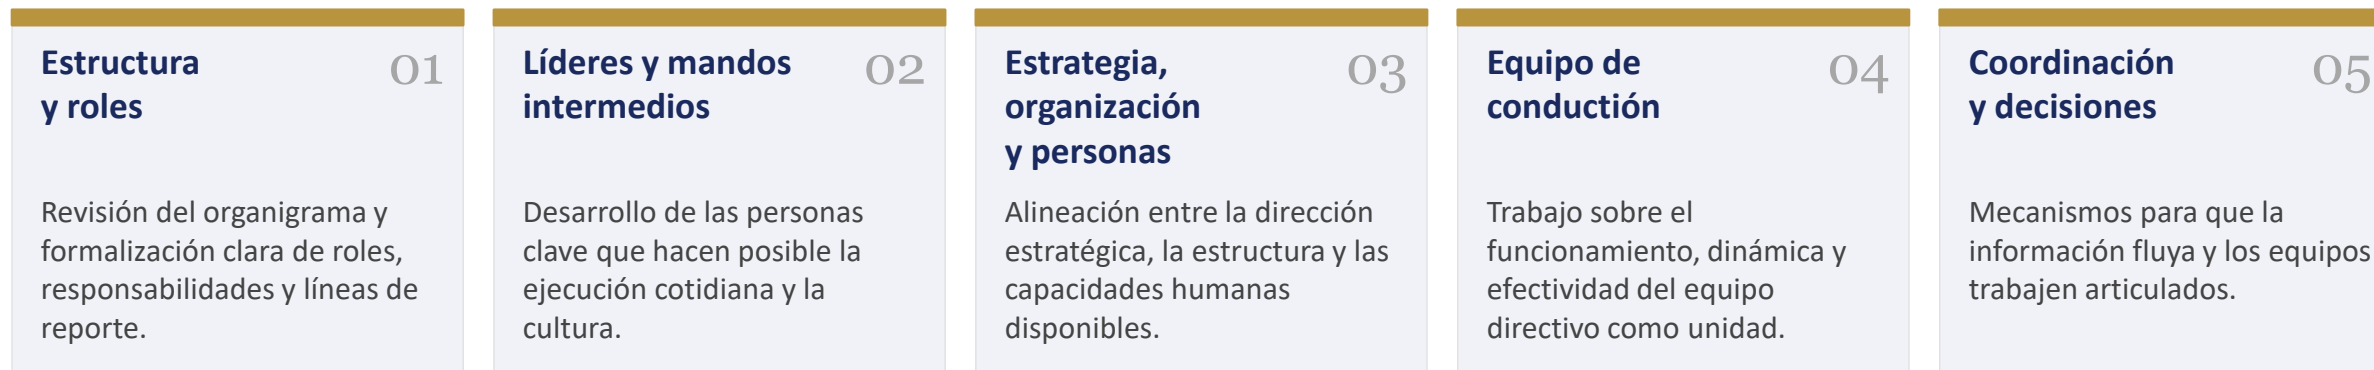 Estructura
y roles
01
Revisión del organigrama y
formalización clara de roles,
responsabilidades y líneas de
reporte.
Líderes y mandos
intermedios
02
Desarrollo de las personas
clave que hacen posible la
ejecución cotidiana y la
cultura.
Estrategia,
organización
y personas
03
Alineación entre la dirección
estratégica, la estructura y las
capacidades humanas
disponibles.
Equipo de
conductión
04
Trabajo sobre el
funcionamiento, dinámica y
efectividad del equipo
directivo como unidad.
Coordinación
y decisiones
05
Mecanismos para que la
información fluya y los equipos
trabajen articulados.